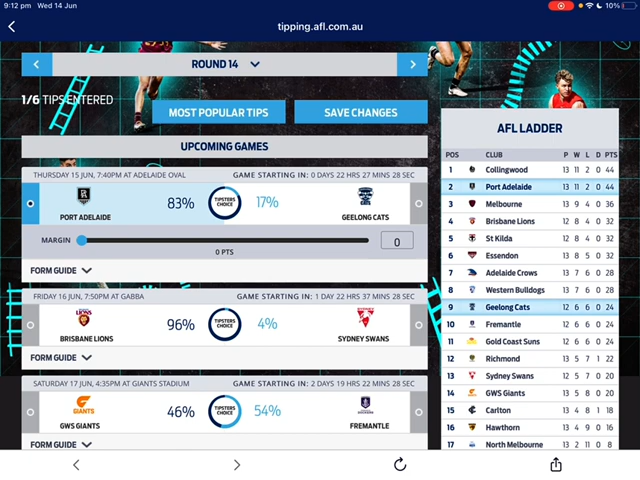 9:12 pm Wed 14 Jun
10%
tipping.afl.com.au
ROUND 14
1/6 TIPS ENTERED
MOST POPULAR TIPS
SAVE CHANGES
UPCOMING GAMES
THURSDAY 15 JUN, 7:40PM AT ADELAIDE OVAL GAME STARTING IN: 0 DAYS 22 HRS 27 MINS 28 SEC
PORT ADELAIDE 83% TIPSTERS CHOICE 17% GEELONG CATS
MARGIN 0
0 PTS
FORM GUIDE
FRIDAY 16 JUN, 7:50PM AT GABBA GAME STARTING IN: 1 DAY 22 HRS 37 MINS 28 SEC
LIONS
BRISBANE LIONS 96% TIPSTERS CHOICE 4% SYDNEY SWANS
FORM GUIDE
SATURDAY 17 JUN, 4:35PM AT GIANTS STADIUM GAME STARTING IN: 2 DAYS 19 HRS 22 MINS 28 SEC
GIANTS
GWS GIANTS 46% TIPSTERS CHOICE 54% FREMANTLE
FORM GUIDE
AFL LADDER
POS CLUB P W L D PTS
1 Collingwood 13 11 2 0 44
2 Port Adelaide 13 11 2 0 44
3 Melbourne 13 9 4 0 36
4 Brisbane Lions 12 8 4 0 32
5 St Kilda 12 8 4 0 32
6 Essendon 13 8 5 0 32
7 Adelaide Crows 13 7 6 0 28
8 Western Bulldogs 13 7 6 0 28
9 Geelong Cats 12 6 6 0 24
10 Fremantle 12 6 6 0 24
11 Gold Coast Suns 12 6 6 0 24
12 Richmond 13 5 7 1 22
13 Sydney Swans 12 5 7 0 20
14 GWS Giants 13 5 8 0 20
15 Carlton 13 4 8 1 18
16 Hawthorn 13 4 9 0 16
17 North Melbourne 13 2 11 0 8